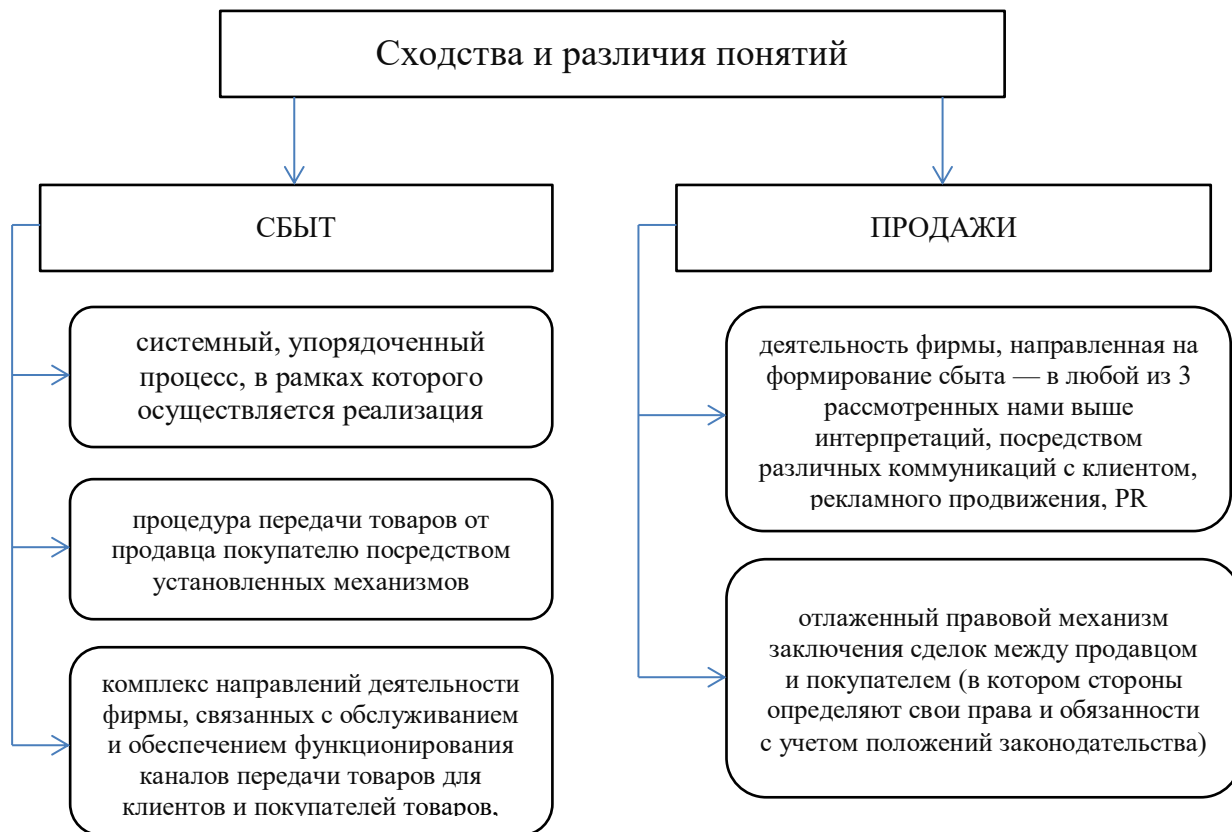 Сходства и различия понятий
СБЫТ
системный, упорядоченный
процесс, в рамках которого
осуществляется реализация
процедура передачи товаров от
продавца покупателю посредством
установленных механизмов
комплекс направлений деятельности
фирмы, связанных с обслуживанием
и обеспечением функционирования
каналов передачи товаров для
клиентов и покупателей товаров,
ПРОДАЖИ
деятельность фирмы, направленная на
формирование сбыта — в любой из 3
рассмотренных нами выше
интерпретаций, посредством
различных коммуникаций с клиентом,
рекламного продвижения, PR
отлаженный правовой механизм
заключения сделок между продавцом
и покупателем (в котором стороны
определяют свои права и обязанности
с учетом положений законодательства)